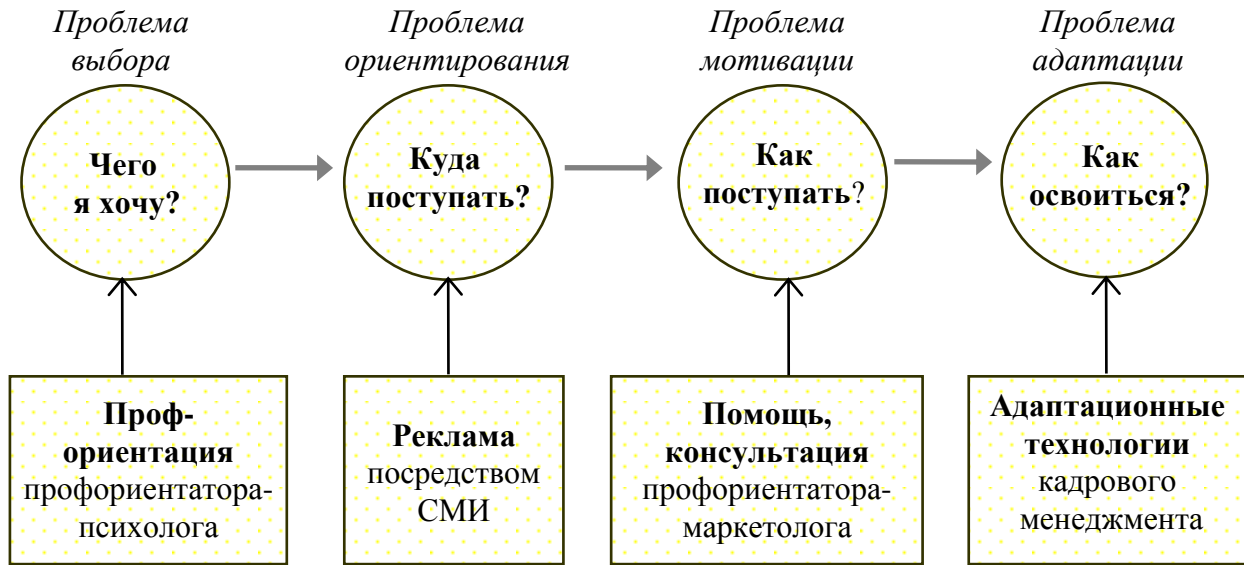 Проблема
выбора
Проблема
ориентирования
Проблема
мотивации
Проблема
адаптации
Чего
я хочу?
Куда
поступать?
Как
поступать?
Как
освоиться?
Проф-
ориентация
профориентатора-
психолога
Реклама
посредством
СМИ
Помощь,
консультация
профориентатора-
маркетолога
Адаптационные
технологии
кадрового
менеджмента